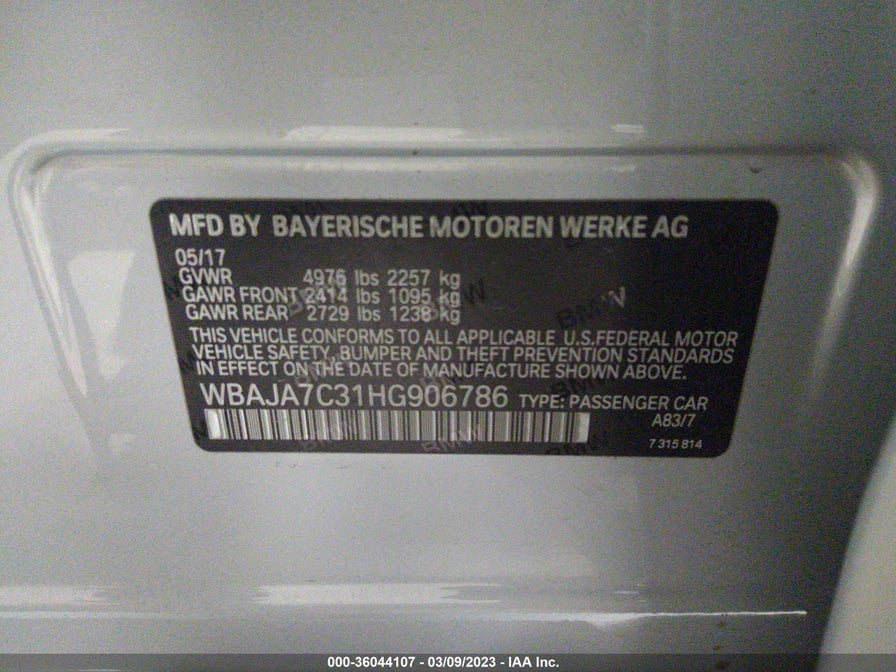 MFD BY BAYERISCHE MOTOREN WERKE AG
05/17
GVWR 4976 lbs 2257 kg
GAWR FRONT 2414 lbs 1095 kg
GAWR REAR 2729 lbs 1238 kg
THIS VEHICLE CONFORMS TO ALL APPLICABLE U.S.FEDERAL MOTOR
VEHICLE SAFETY, BUMPER AND THEFT PREVENTION STANDARDS
IN EFFECT ON THE DATE OF MANUFACTURE SHOWN ABOVE.
WBAJA7C31HG906786 TYPE: PASSENGER CAR
A83/7
7 315 814
000-36044107 - 03/09/2023 - IAA Inc.